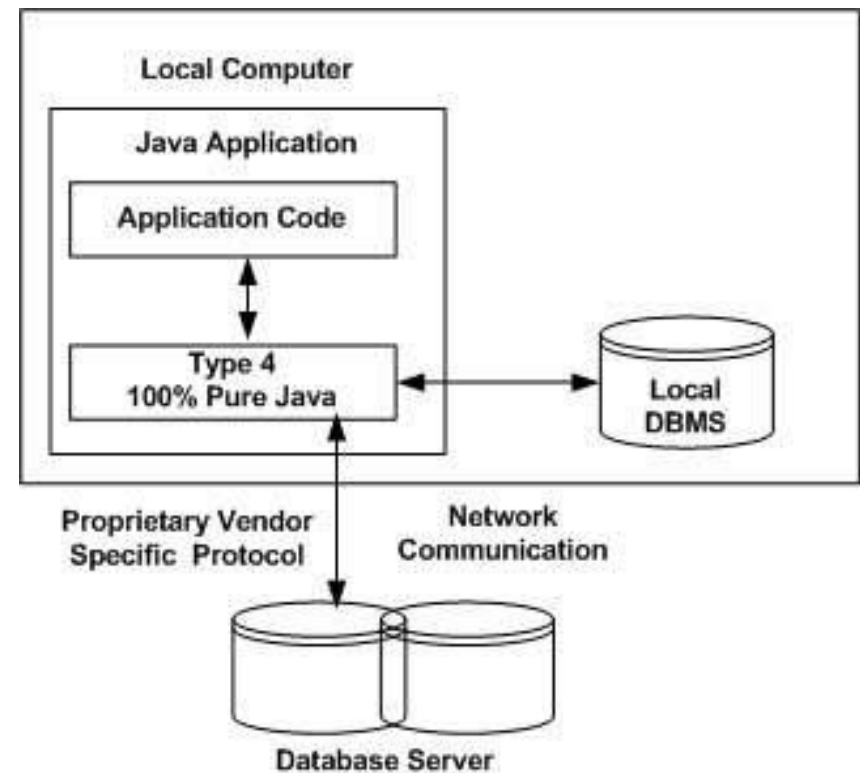 Local Computer
Java Application
Application Code
Type 4
100% Pure Java
Local
DBMS
Proprietary Vendor
Specific Protocol
Network
Communication
Database Server